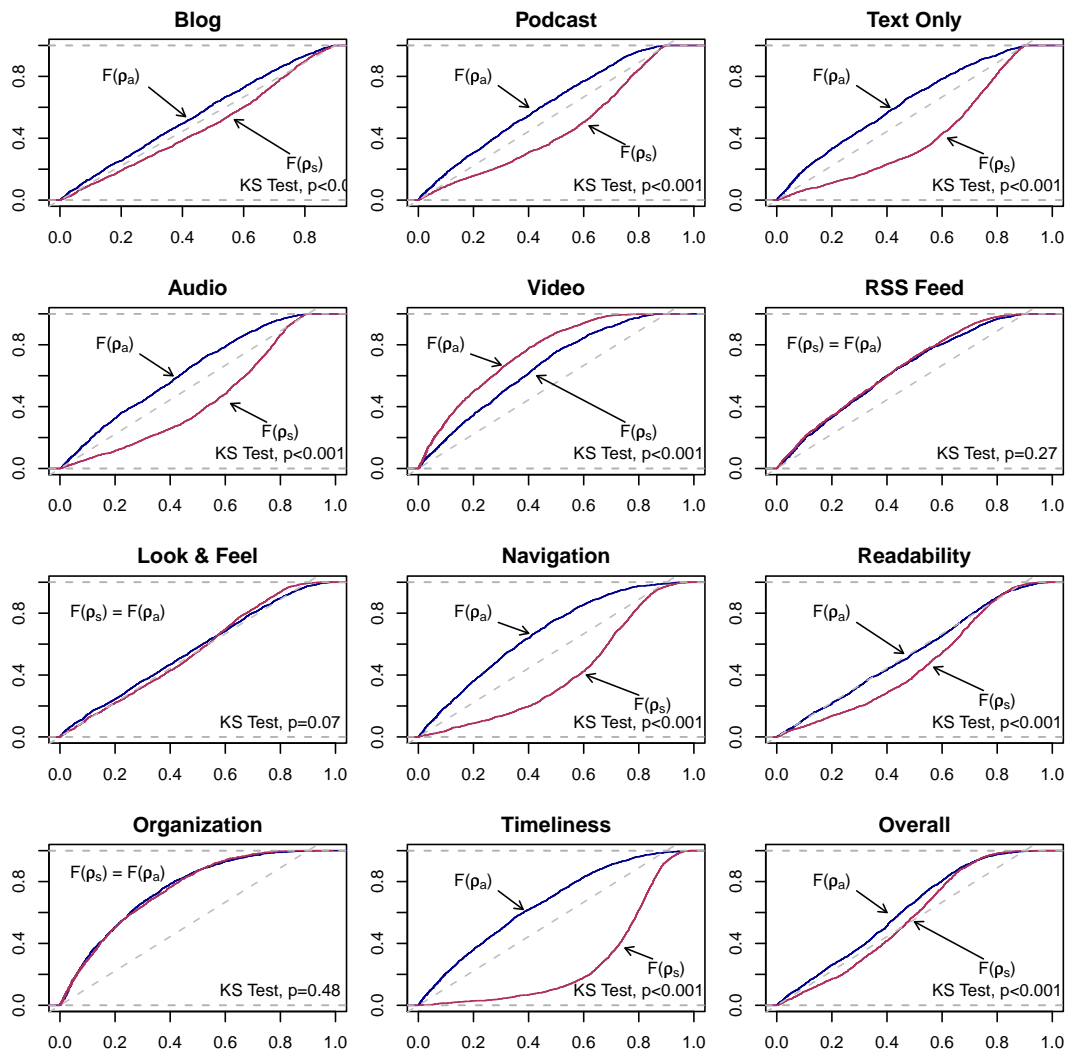 Blog
Podcast
Text Only
F(ρa)
F(ρs)
KS Test, p<0.0
0.0 0.4 0.8
0.0 0.2 0.4 0.6 0.8
F(ρa)
F(ρs)
KS Test, p<0.001
0.0 0.4 0.8
0.0 0.2 0.4 0.6 0.8 1.0
F(ρa)
F(ρs)
KS Test, p<0.001
0.0 0.4 0.8
0.0 0.2 0.4 0.6 0.8 1.0
Audio
Video
RSS Feed
F(ρa)
F(ρs)
KS Test, p<0.001
0.0 0.4 0.8
0.0 0.2 0.4 0.6 0.8 1.0
F(ρa)
F(ρs)
KS Test, p<0.001
0.0 0.4 0.8
0.0 0.2 0.4 0.6 0.8 1.0
F(ρs) = F(ρa)
KS Test, p=0.27
0.0 0.4 0.8
0.0 0.2 0.4 0.6 0.8 1.0
Look & Feel
Navigation
Readability
F(ρs) = F(ρa)
KS Test, p=0.07
0.0 0.4 0.8
0.0 0.2 0.4 0.6 0.8 1.0
F(ρa)
F(ρs)
KS Test, p<0.001
0.0 0.4 0.8
0.0 0.2 0.4 0.6 0.8 1.0
F(ρa)
F(ρs)
KS Test, p<0.001
0.0 0.4 0.8
0.0 0.2 0.4 0.6 0.8 1.0
Organization
Timeliness
Overall
F(ρs) = F(ρa)
KS Test, p=0.48
0.0 0.4 0.8
0.0 0.2 0.4 0.6 0.8 1.0
F(ρa)
F(ρs)
KS Test, p<0.001
0.0 0.4 0.8
0.0 0.2 0.4 0.6 0.8 1.0
F(ρa)
F(ρs)
KS Test, p<0.001
0.0 0.4 0.8
0.0 0.2 0.4 0.6 0.8 1.0